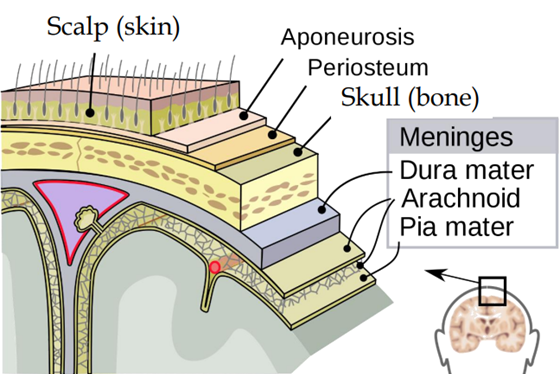 Scalp (skin)
Aponeurosis
Periosteum
Skull (bone)
Meninges
Dura mater
Arachnoid
Pia mater